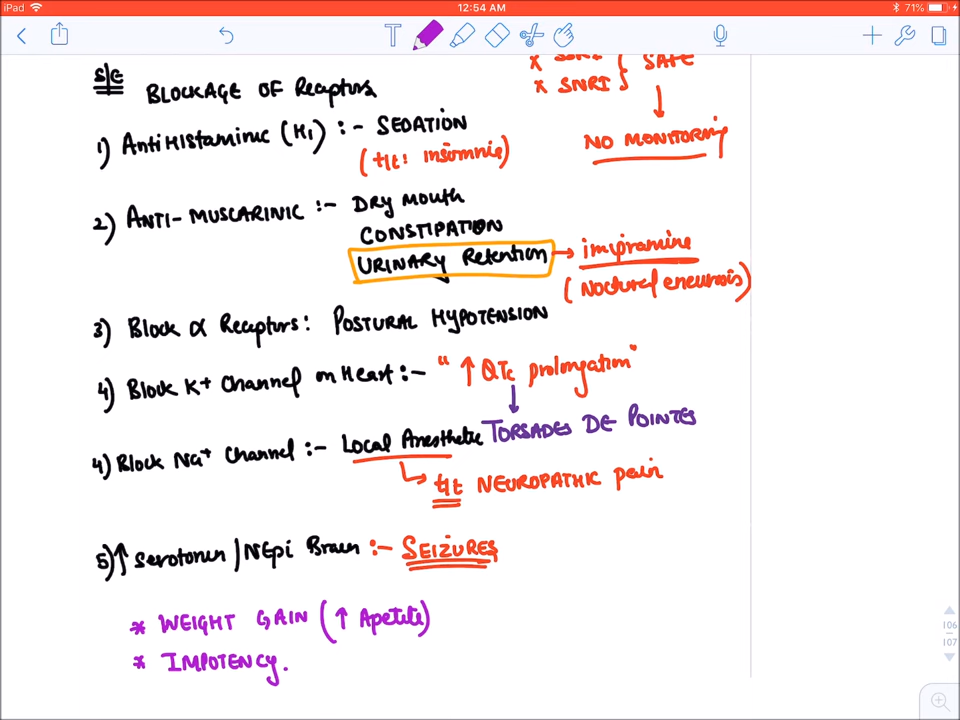 iPad
12:54 AM
71%
T
S/E BLOCKAGE OF Receptors
* SSRI } SAFE
* SNRI }
NO MONITORING
1) AntiHistaminic (H1) :- SEDATION
(t/t: insomnia)
2) ANTI-MUSCARINIC :- DRY MOUTH
CONSTIPATION
URINARY Retention → imipramine
(Nocturel eneurosis)
3) Block α Receptors: POSTURAL HYPOTENSION
4) Block K+ Channel on Heart :- " ↑ QTc prolongation"
TORSADES DE POINTES
4) Block Na+ Channel :- Local Anesthetic
t/t NEUROPATHIC pain
5) ↑ Serotonin / NEpi Brain :- SEIZURES
* WEIGHT GAIN (↑ Apetite)
* IMPOTENCY.
106
107